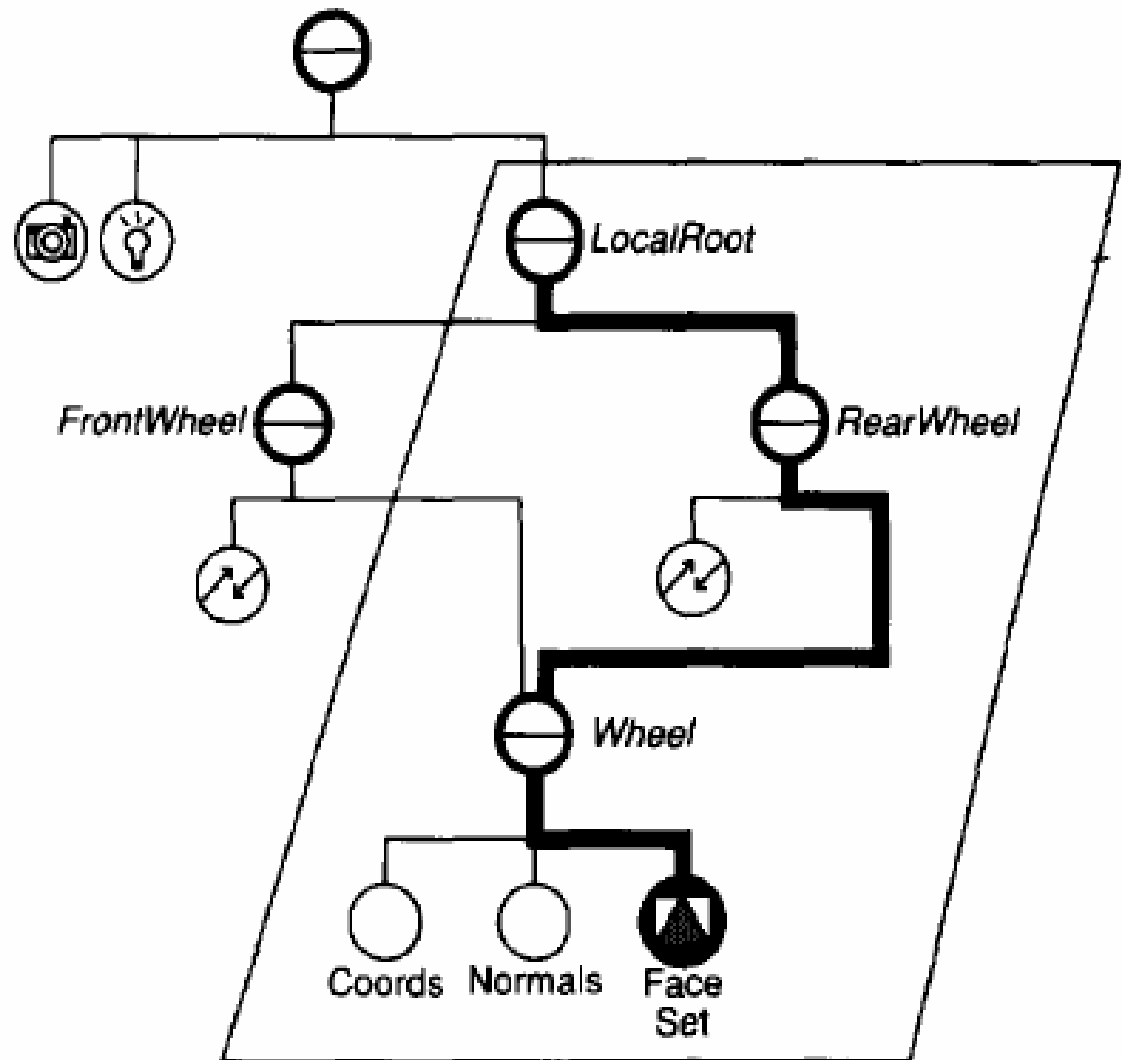 LocalRoot
FrontWheel
RearWheel
Wheel
Coords
Normals
Face
Set